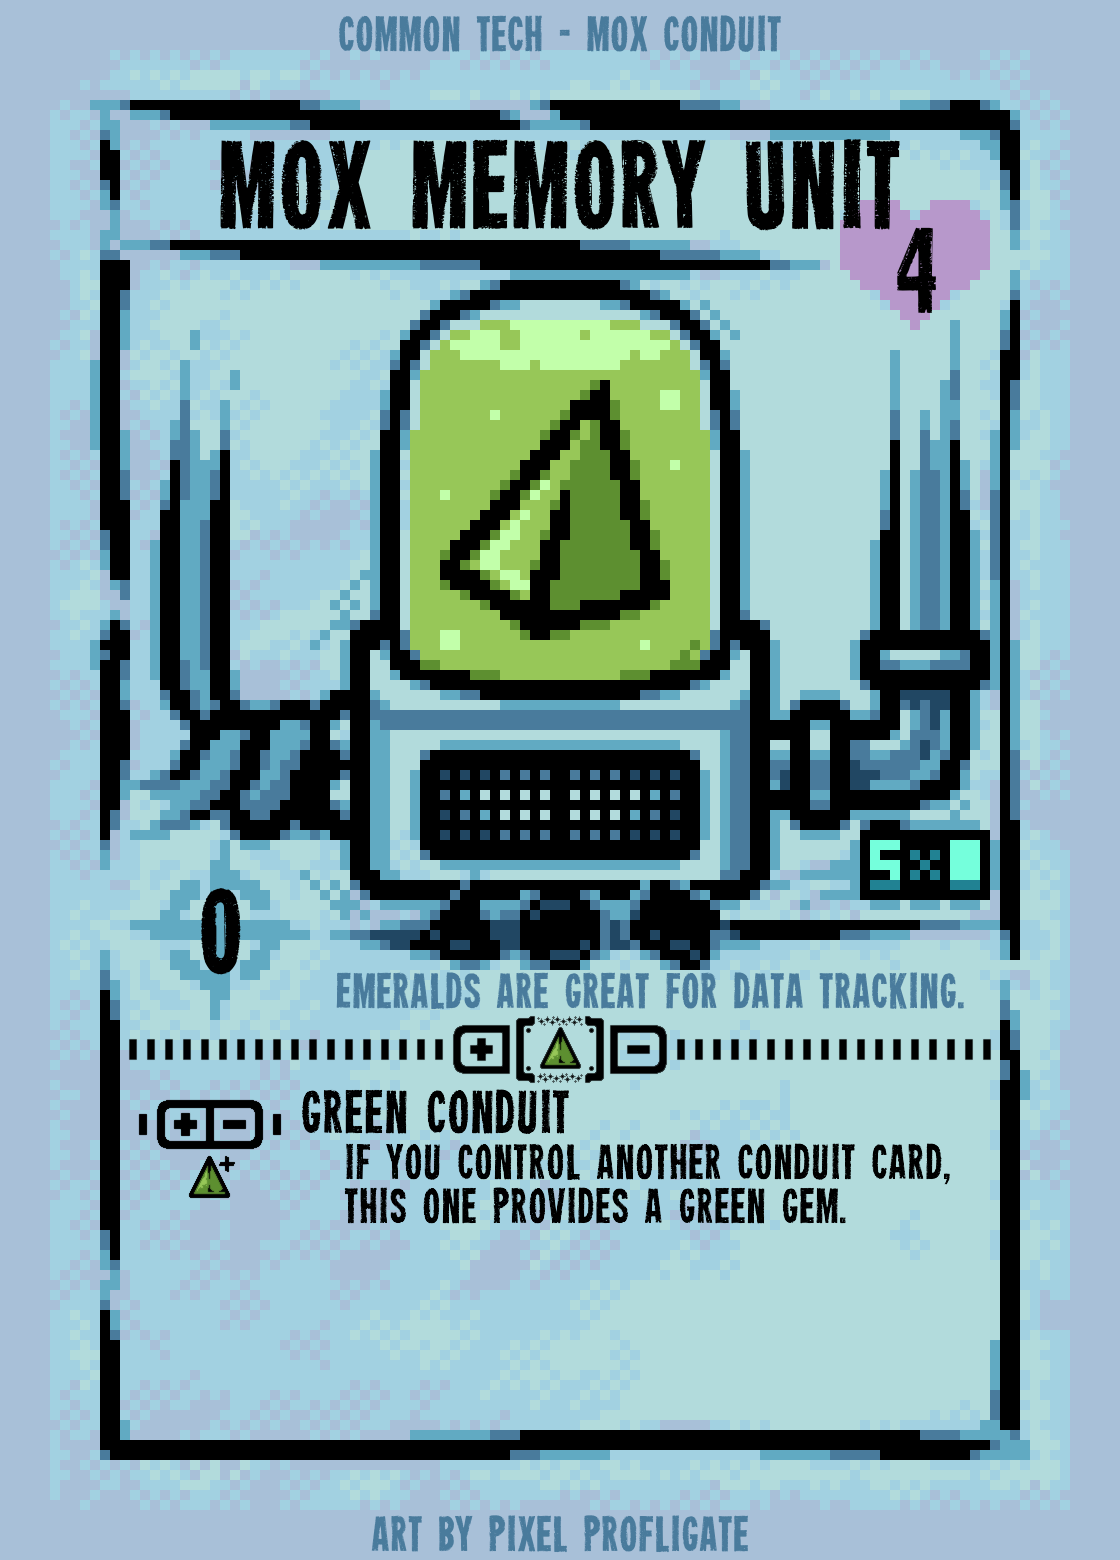 COMMON TECH - MOX CONDUIT
MOX MEMORY UNIT
4
5x
0
EMERALDS ARE GREAT FOR DATA TRACKING.
GREEN CONDUIT
IF YOU CONTROL ANOTHER CONDUIT CARD,
THIS ONE PROVIDES A GREEN GEM.
ART BY PIXEL PROFLIGATE